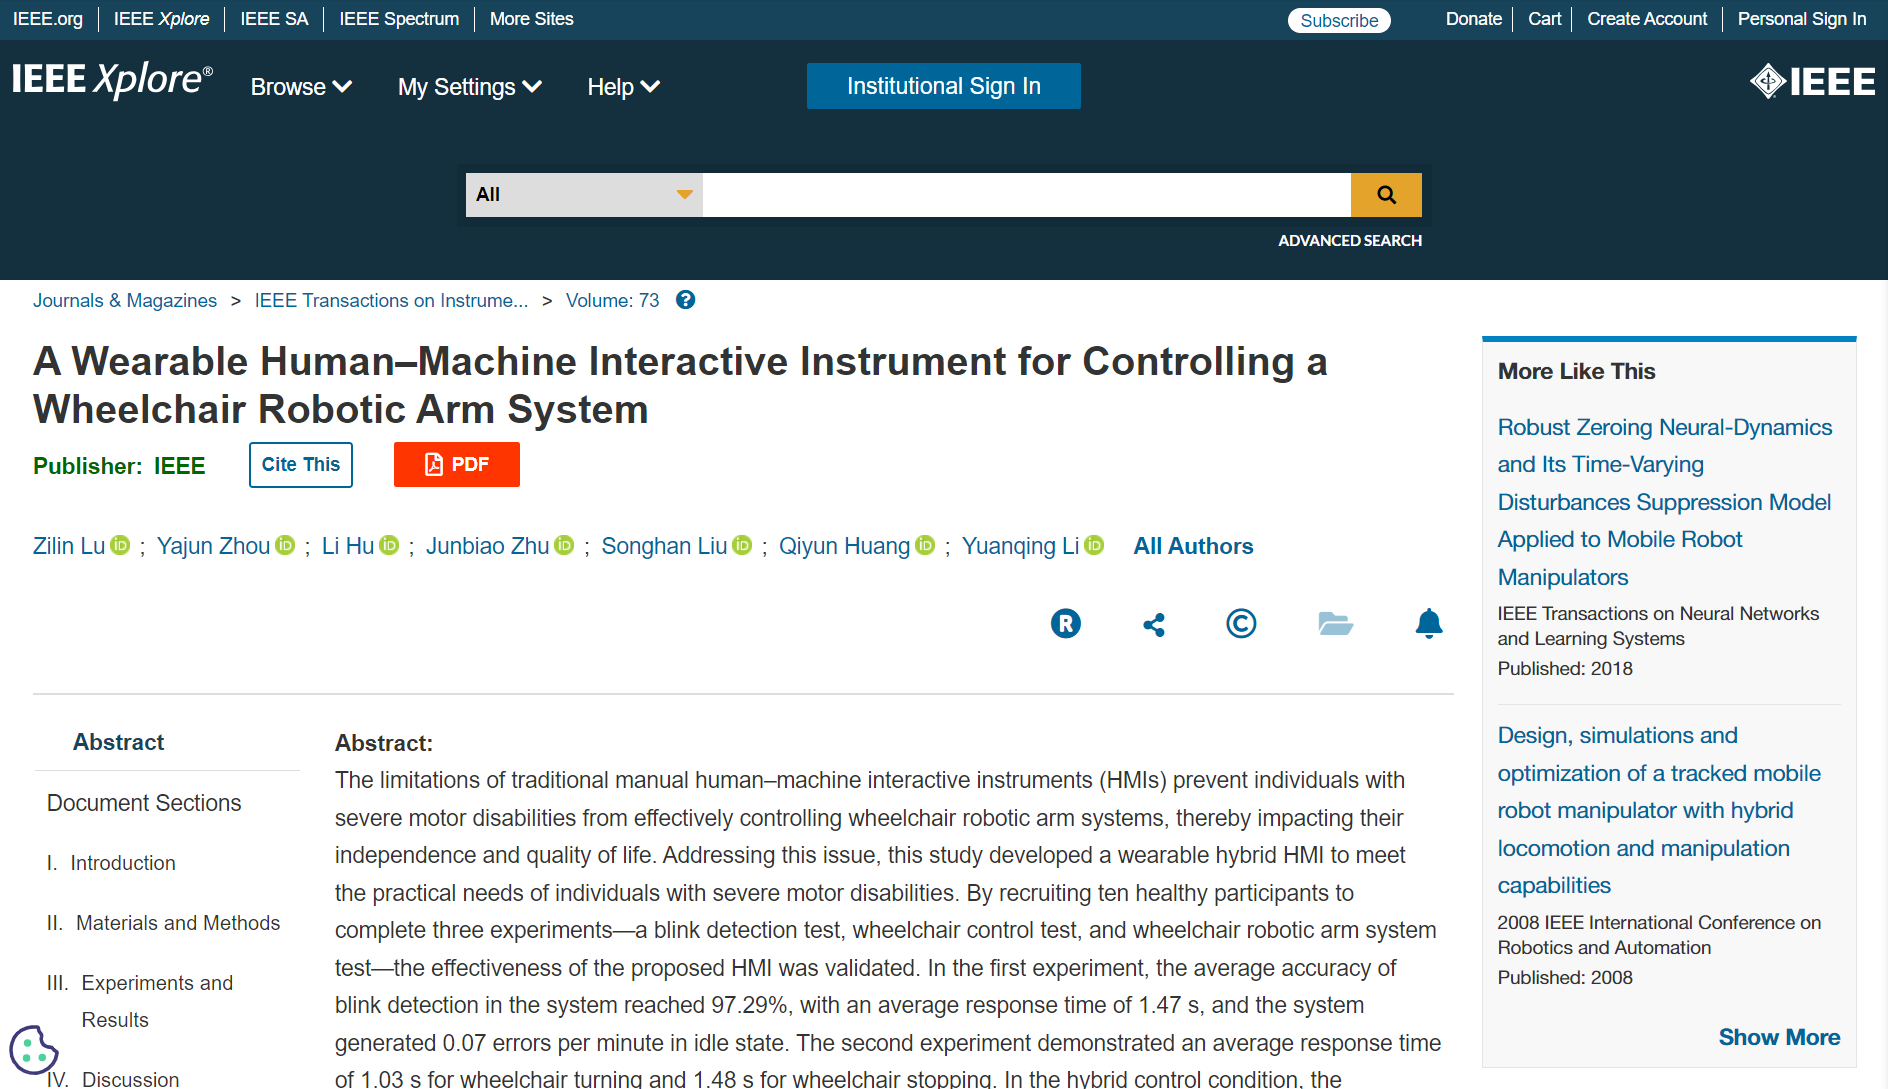 IEEE.org IEEE Xplore IEEE SA IEEE Spectrum More Sites Subscribe Donate Cart Create Account Personal Sign In
IEEE Xplore® Browse My Settings Help Institutional Sign In IEEE
All
ADVANCED SEARCH
Journals & Magazines > IEEE Transactions on Instrume... > Volume: 73 ?
A Wearable Human–Machine Interactive Instrument for Controlling a
Wheelchair Robotic Arm System
Publisher: IEEE Cite This PDF
Zilin Lu iD ; Yajun Zhou iD ; Li Hu iD ; Junbiao Zhu iD ; Songhan Liu iD ; Qiyun Huang iD ; Yuanqing Li iD All Authors
R ©
Abstract
Document Sections
I. Introduction
II. Materials and Methods
III. Experiments and
Results
IV. Discussion
Abstract:
The limitations of traditional manual human–machine interactive instruments (HMIs) prevent individuals with
severe motor disabilities from effectively controlling wheelchair robotic arm systems, thereby impacting their
independence and quality of life. Addressing this issue, this study developed a wearable hybrid HMI to meet
the practical needs of individuals with severe motor disabilities. By recruiting ten healthy participants to
complete three experiments—a blink detection test, wheelchair control test, and wheelchair robotic arm system
test—the effectiveness of the proposed HMI was validated. In the first experiment, the average accuracy of
blink detection in the system reached 97.29%, with an average response time of 1.47 s, and the system
generated 0.07 errors per minute in idle state. The second experiment demonstrated an average response time
of 1.03 s for wheelchair turning and 1.48 s for wheelchair stopping. In the hybrid control condition, the
More Like This
Robust Zeroing Neural-Dynamics
and Its Time-Varying
Disturbances Suppression Model
Applied to Mobile Robot
Manipulators
IEEE Transactions on Neural Networks
and Learning Systems
Published: 2018
Design, simulations and
optimization of a tracked mobile
robot manipulator with hybrid
locomotion and manipulation
capabilities
2008 IEEE International Conference on
Robotics and Automation
Published: 2008
Show More